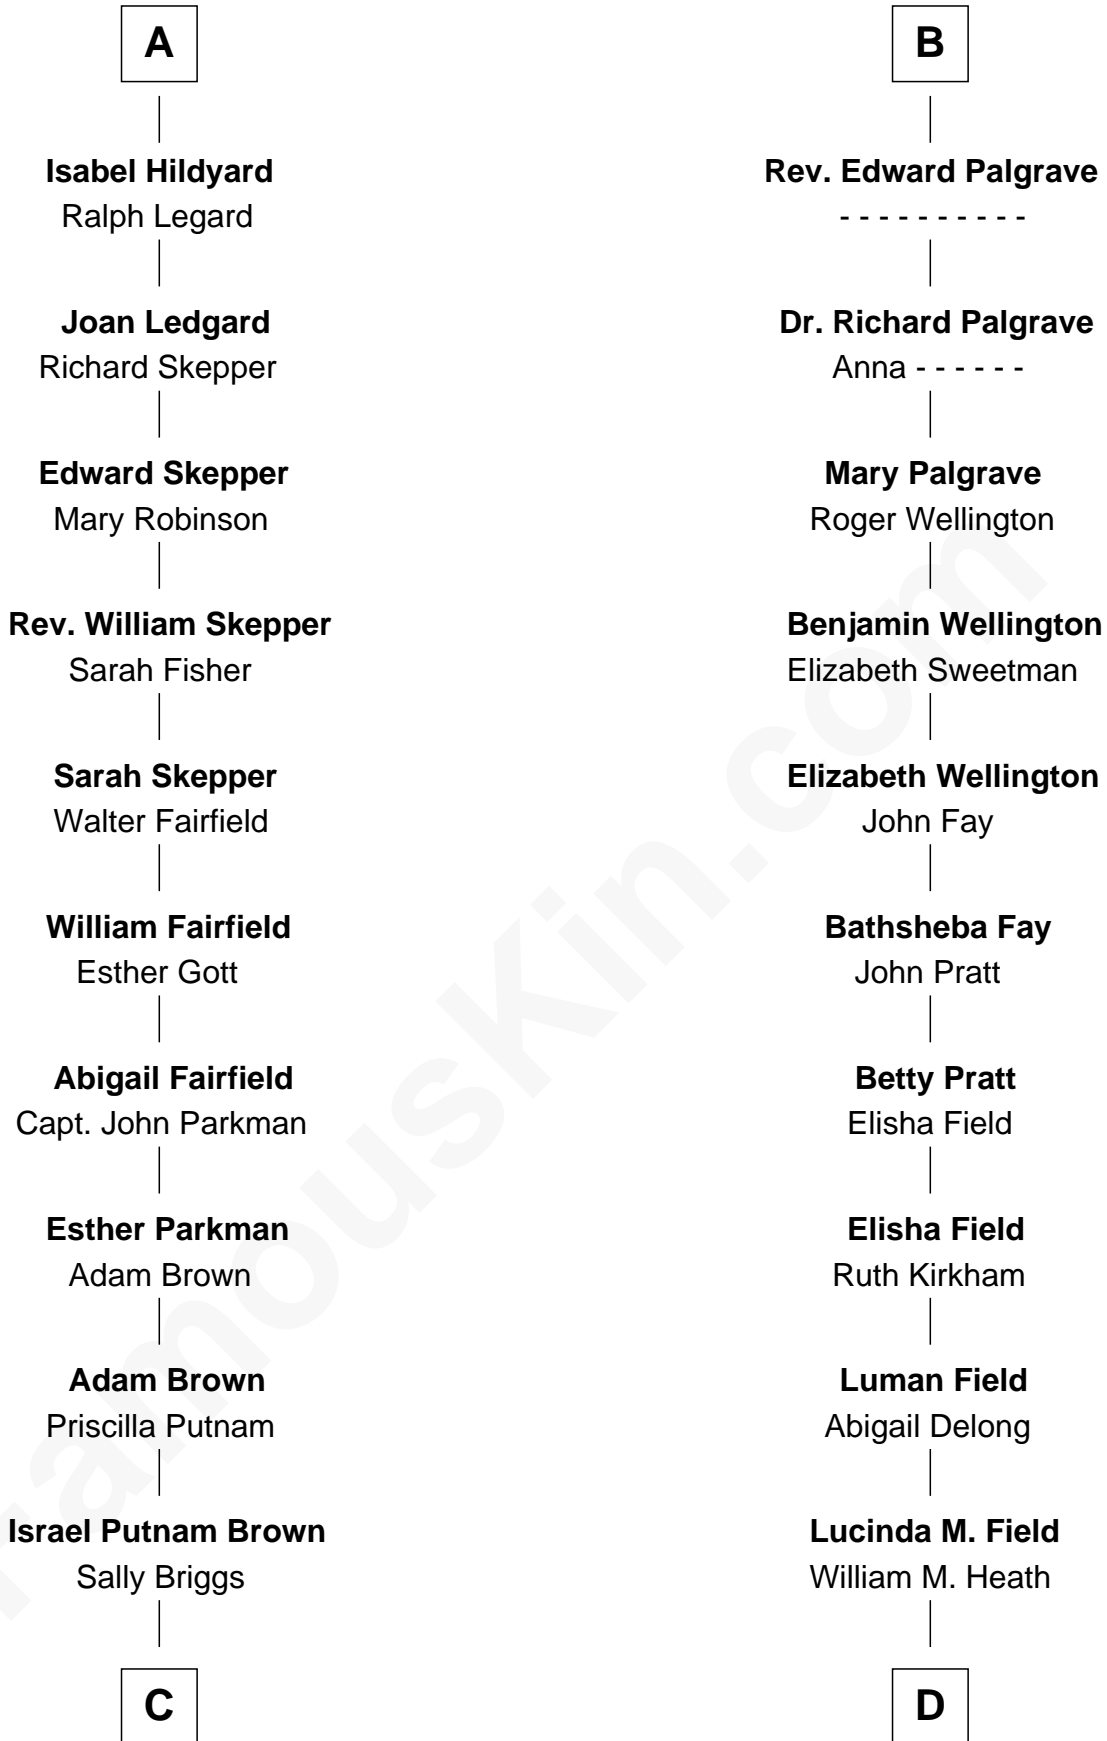 A
Isabel Hildyard
Ralph Legard
Joan Ledgard
Richard Skepper
Edward Skepper
Mary Robinson
Rev. William Skepper
Sarah Fisher
Sarah Skepper
Walter Fairfield
William Fairfield
Esther Gott
Abigail Fairfield
Capt. John Parkman
Esther Parkman
Adam Brown
Adam Brown
Priscilla Putnam
Israel Putnam Brown
Sally Briggs
C
B
Rev. Edward Palgrave
- - - - - - - - - -
Dr. Richard Palgrave
Anna - - - - - -
Mary Palgrave
Roger Wellington
Benjamin Wellington
Elizabeth Sweetman
Elizabeth Wellington
John Fay
Bathsheba Fay
John Pratt
Betty Pratt
Elisha Field
Elisha Field
Ruth Kirkham
Luman Field
Abigail Delong
Lucinda M. Field
William M. Heath
D
FamousKin.com